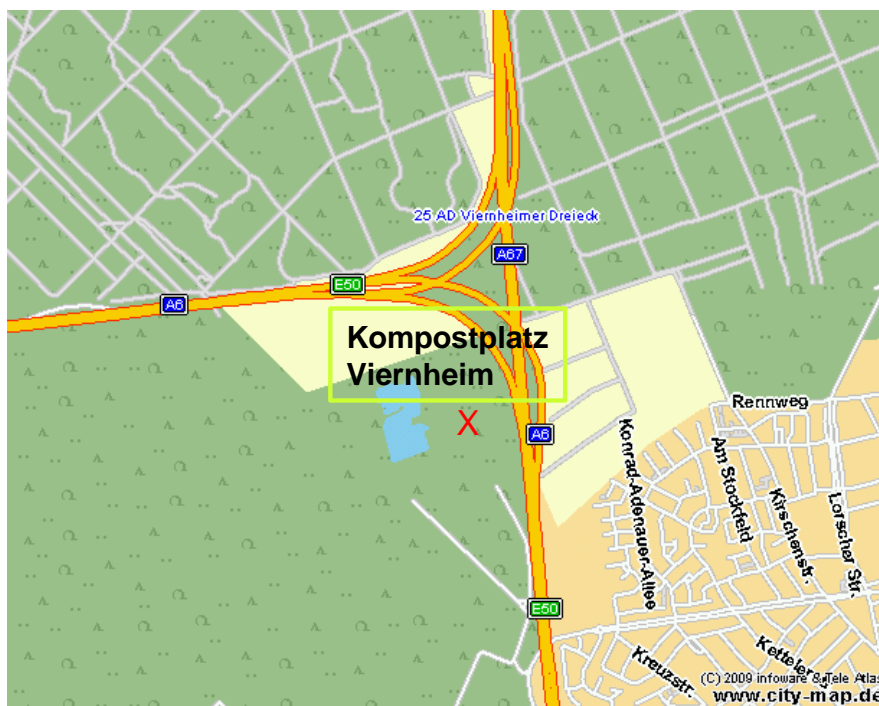 25 AD Viernheimer Dreieck
A67
E50
A6
Kompostplatz
Viernheim
X
A6
Rennweg
Konrad-Adenauer-Allee
Am Stockfeld
Kirschenstr.
Lorscher Str.
E50
Kreuzstr.
(C) 2009 infoware & Tele Atlas
www.city-map.de